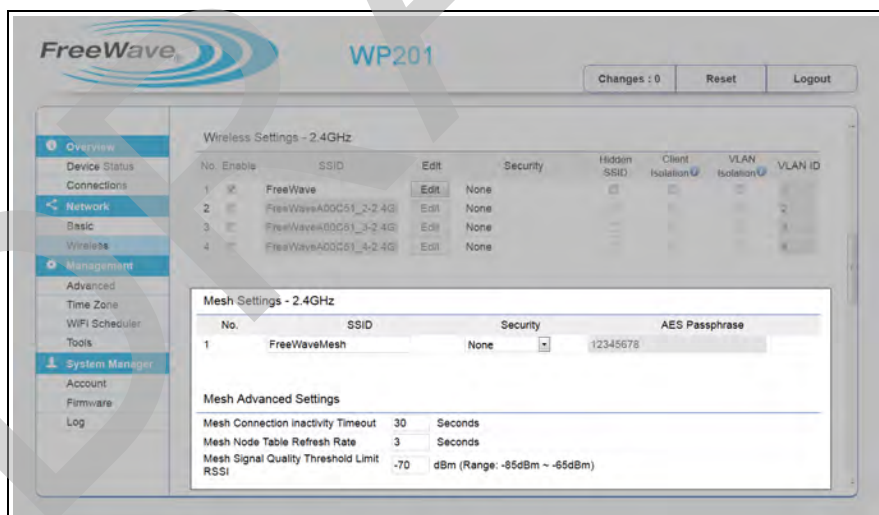 FreeWave®
WP201
Changes : 0 Reset Logout
Overview
Device Status
Connections
Network
Basic
Wireless
Management
Advanced
Time Zone
WiFi Scheduler
Tools
System Manager
Account
Firmware
Log
Wireless Settings - 2.4GHz
No. Enable SSID Edit Security Hidden SSID Client Isolation VLAN Isolation VLAN ID
1 FreeWave Edit None
2 FreeWaveA00C51_2-2.4G Edit None 2
3 FreeWaveA00C51_3-2.4G Edit None 3
4 FreeWaveA00C51_4-2.4G Edit None 4
Mesh Settings - 2.4GHz
No. SSID Security AES Passphrase
1 FreeWaveMesh None 12345678
Mesh Advanced Settings
Mesh Connection inactivity Timeout 30 Seconds
Mesh Node Table Refresh Rate 3 Seconds
Mesh Signal Quality Threshold Limit
RSSI -70 dBm (Range: -85dBm ~ -65dBm)